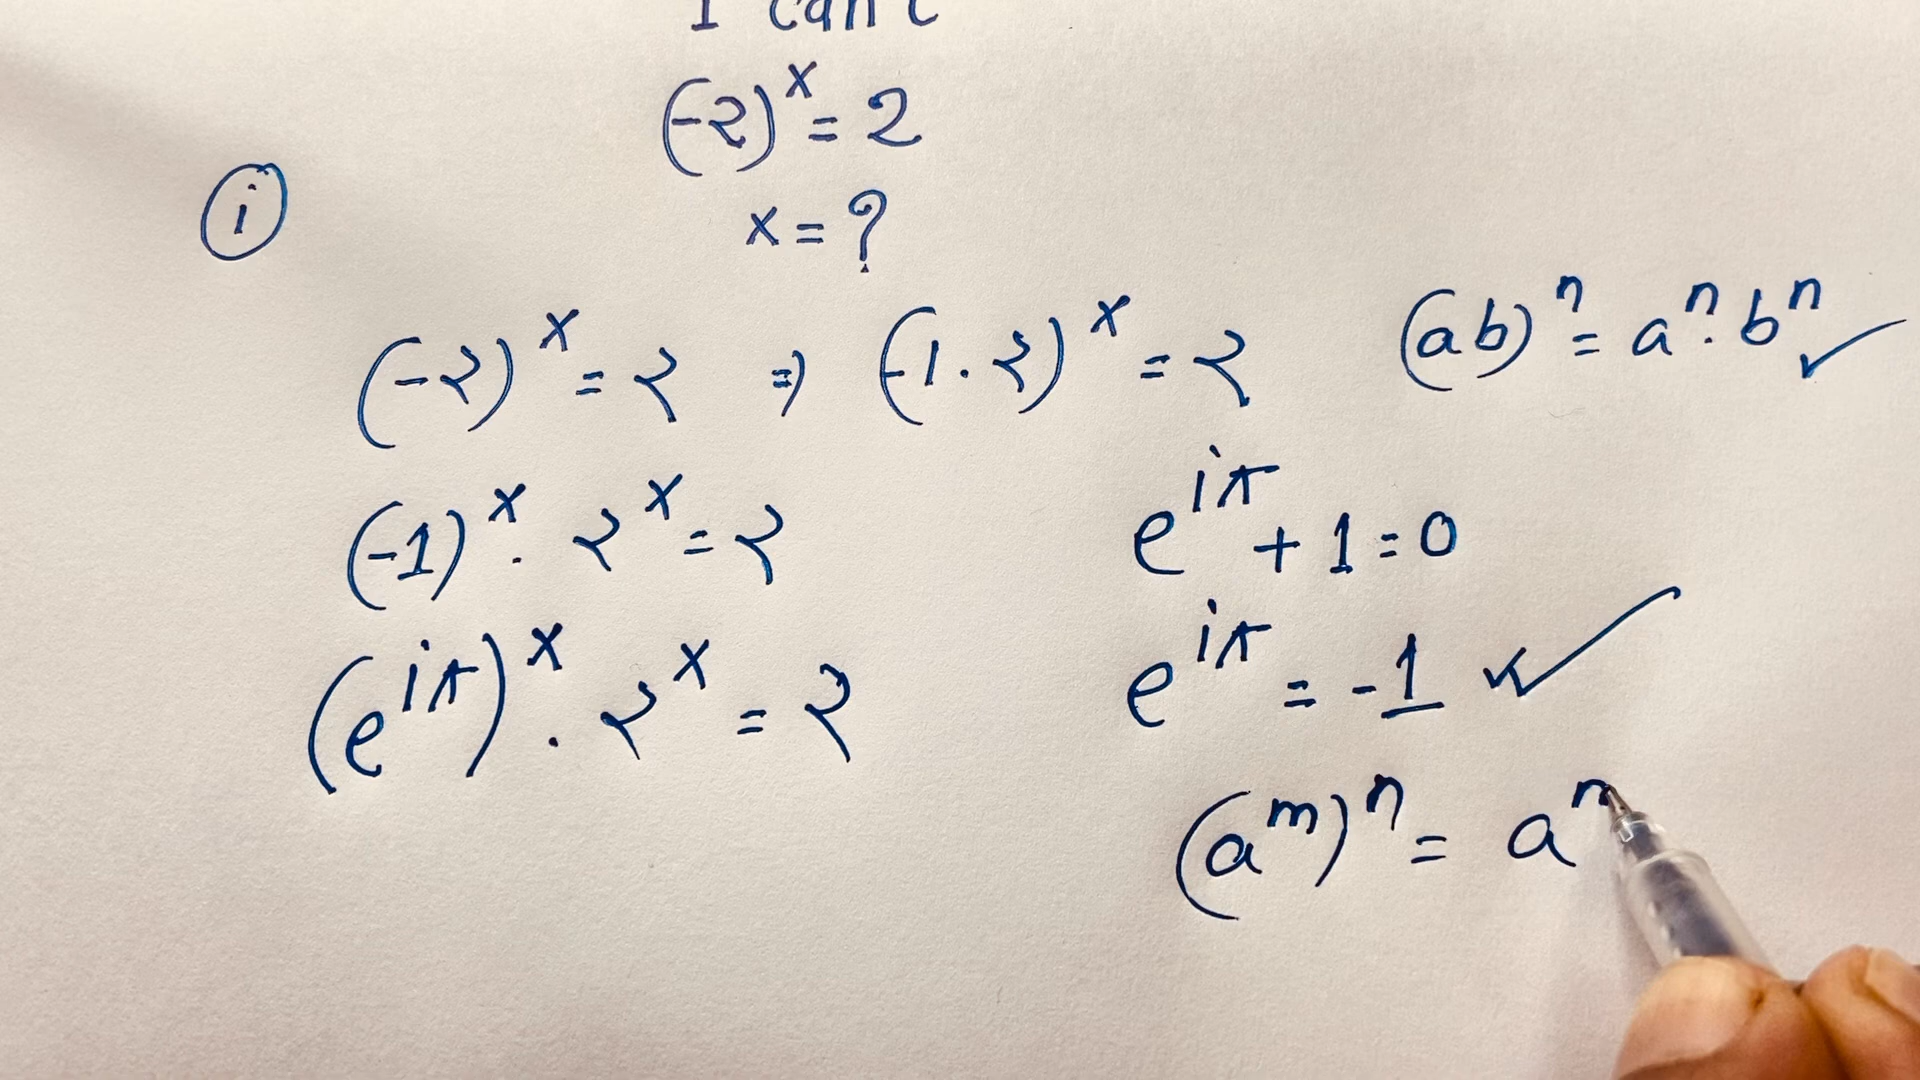 I can't
(-2)^x = 2
x = ?
(i)
(-2)^x = 2 ⇒ (-1 . 2)^x = 2
(ab)^n = a^n . b^n ✓
(-1)^x . 2^x = 2
e^{iπ} + 1 = 0
(e^{iπ})^x . 2^x = 2
e^{iπ} = -1 ✓
(a^m)^n = a^m